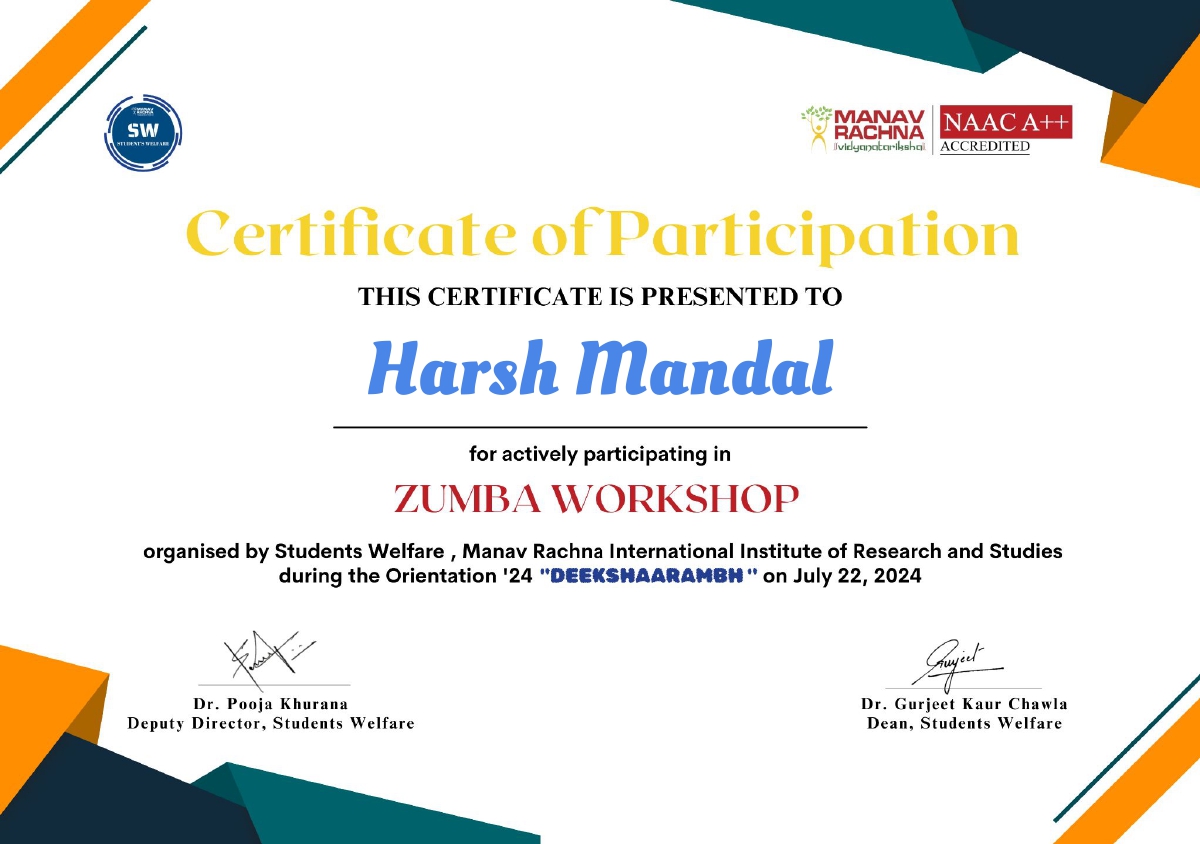 MANAV
RACHNA
SW
STUDENT'S WELFARE
MANAV
RACHNA
vidyanatariksha
NAAC A++
ACCREDITED
Certificate of Participation
THIS CERTIFICATE IS PRESENTED TO
Harsh Mandal
for actively participating in
ZUMBA WORKSHOP
organised by Students Welfare , Manav Rachna International Institute of Research and Studies
during the Orientation '24 "DEEKSHAARAMBH" on July 22, 2024
Gurjeet
Dr. Pooja Khurana
Deputy Director, Students Welfare
Dr. Gurjeet Kaur Chawla
Dean, Students Welfare